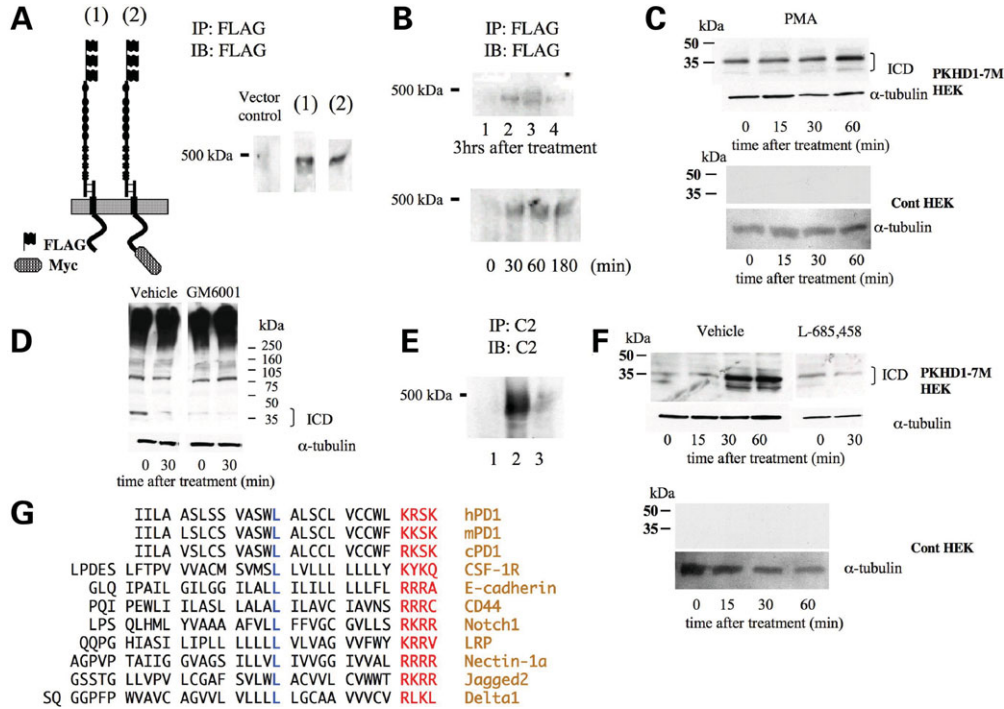 A
(1) (2)
IP: FLAG
IB: FLAG
Vector
control
(1) (2)
500 kDa
FLAG
Myc
B
IP: FLAG
IB: FLAG
500 kDa
1 2 3 4
3hrs after treatment
500 kDa
0 30 60 180 (min)
C
PMA
kDa
50
35
ICD
PKHD1-7M
HEK
α-tubulin
0 15 30 60
time after treatment (min)
kDa
50
35
Cont HEK
α-tubulin
0 15 30 60
time after treatment (min)
D
Vehicle GM6001
kDa
250
160
105
75
50
35
ICD
α-tubulin
0 30 0 30
time after treatment (min)
E
IP: C2
IB: C2
500 kDa
1 2 3
F
Vehicle L-685,458
kDa
50
35
ICD
PKHD1-7M
HEK
α-tubulin
0 15 30 60 0 30
time after treatment (min)
kDa
50
35
Cont HEK
α-tubulin
0 15 30 60
time after treatment (min)
G
IILA ASLSS VASWL ALSCL VCCWL KRSK hPD1
IILA ASLCS VASWL ALSCL VCCWF KKSK mPD1
IILA VSLCS VASWL ALCCL VCCWF RKSK cPD1
LPDES LFTPV VVACM SVMSL LVLLL LLLLY KYKQ CSF-1R
GLQ IPAIL GILGG ILALL ILILL LLLFL RRRA E-cadherin
PQI PEWLI ILASL LALAL ILAVC IAVNS RRRC CD44
LPS QLHML YVAAA AFVLL FFVGC GVLLS RKRR Notch1
QQPG HIASI LIPLL LLLLL VLVAG VVFWY KRRV LRP
AGPVP TAIIG GVAGS ILLVL IVVGG IVVAL RRRR Nectin-1a
GSSTG LLVPV LCGAF SVLWL ACVVL CVWWT RKRR Jagged2
SQ GGPFP WVAVC AGVVL VLLLL LGCAA VVVCV RLKL Delta1